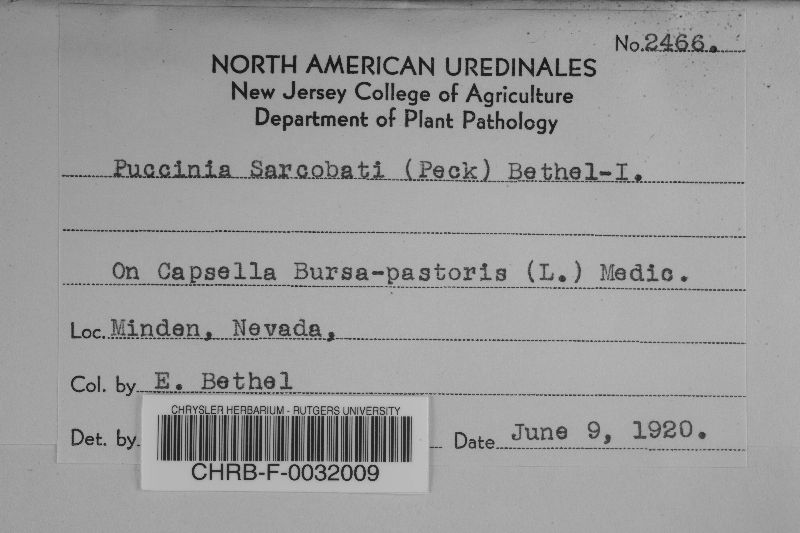 No. 2466.
NORTH AMERICAN UREDINALES
New Jersey College of Agriculture
Department of Plant Pathology
Puccinia Sarcobati (Peck) Bethel-I.
On Capsella Bursa-pastoris (L.) Medic.
Loc. Minden, Nevada,
Col. by E. Bethel
Det. by
Date June 9, 1920.
CHRYSLER HERBARIUM - RUTGERS UNIVERSITY
CHRB-F-0032009